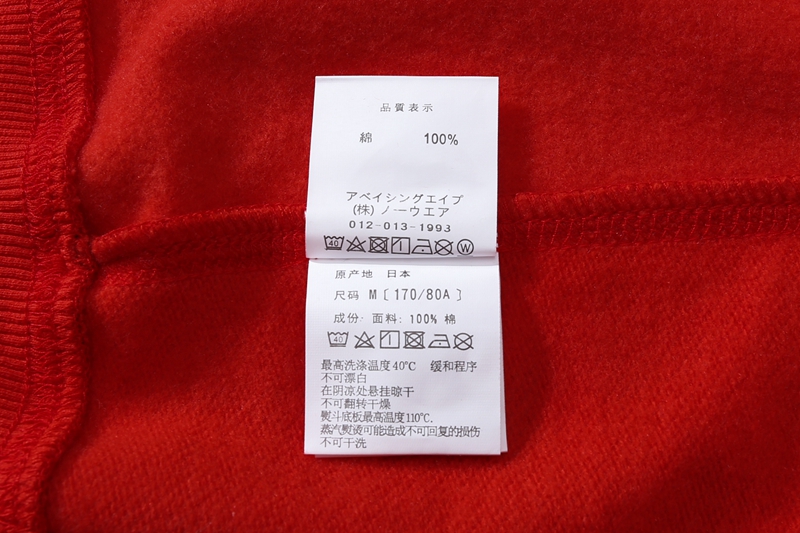 品質表示
綿 100%
アベイシングエイプ
(株) ノーウエア
012-013-1993
40 W
原产地 日本
尺码 M [170/80A]
成份: 面料: 100% 棉
40
最高洗涤温度40℃ 缓和程序
不可漂白
在阴凉处悬挂晾干
不可翻转干燥
熨斗底板最高温度110℃.
蒸汽熨烫可能造成不可回复的损伤
不可干洗